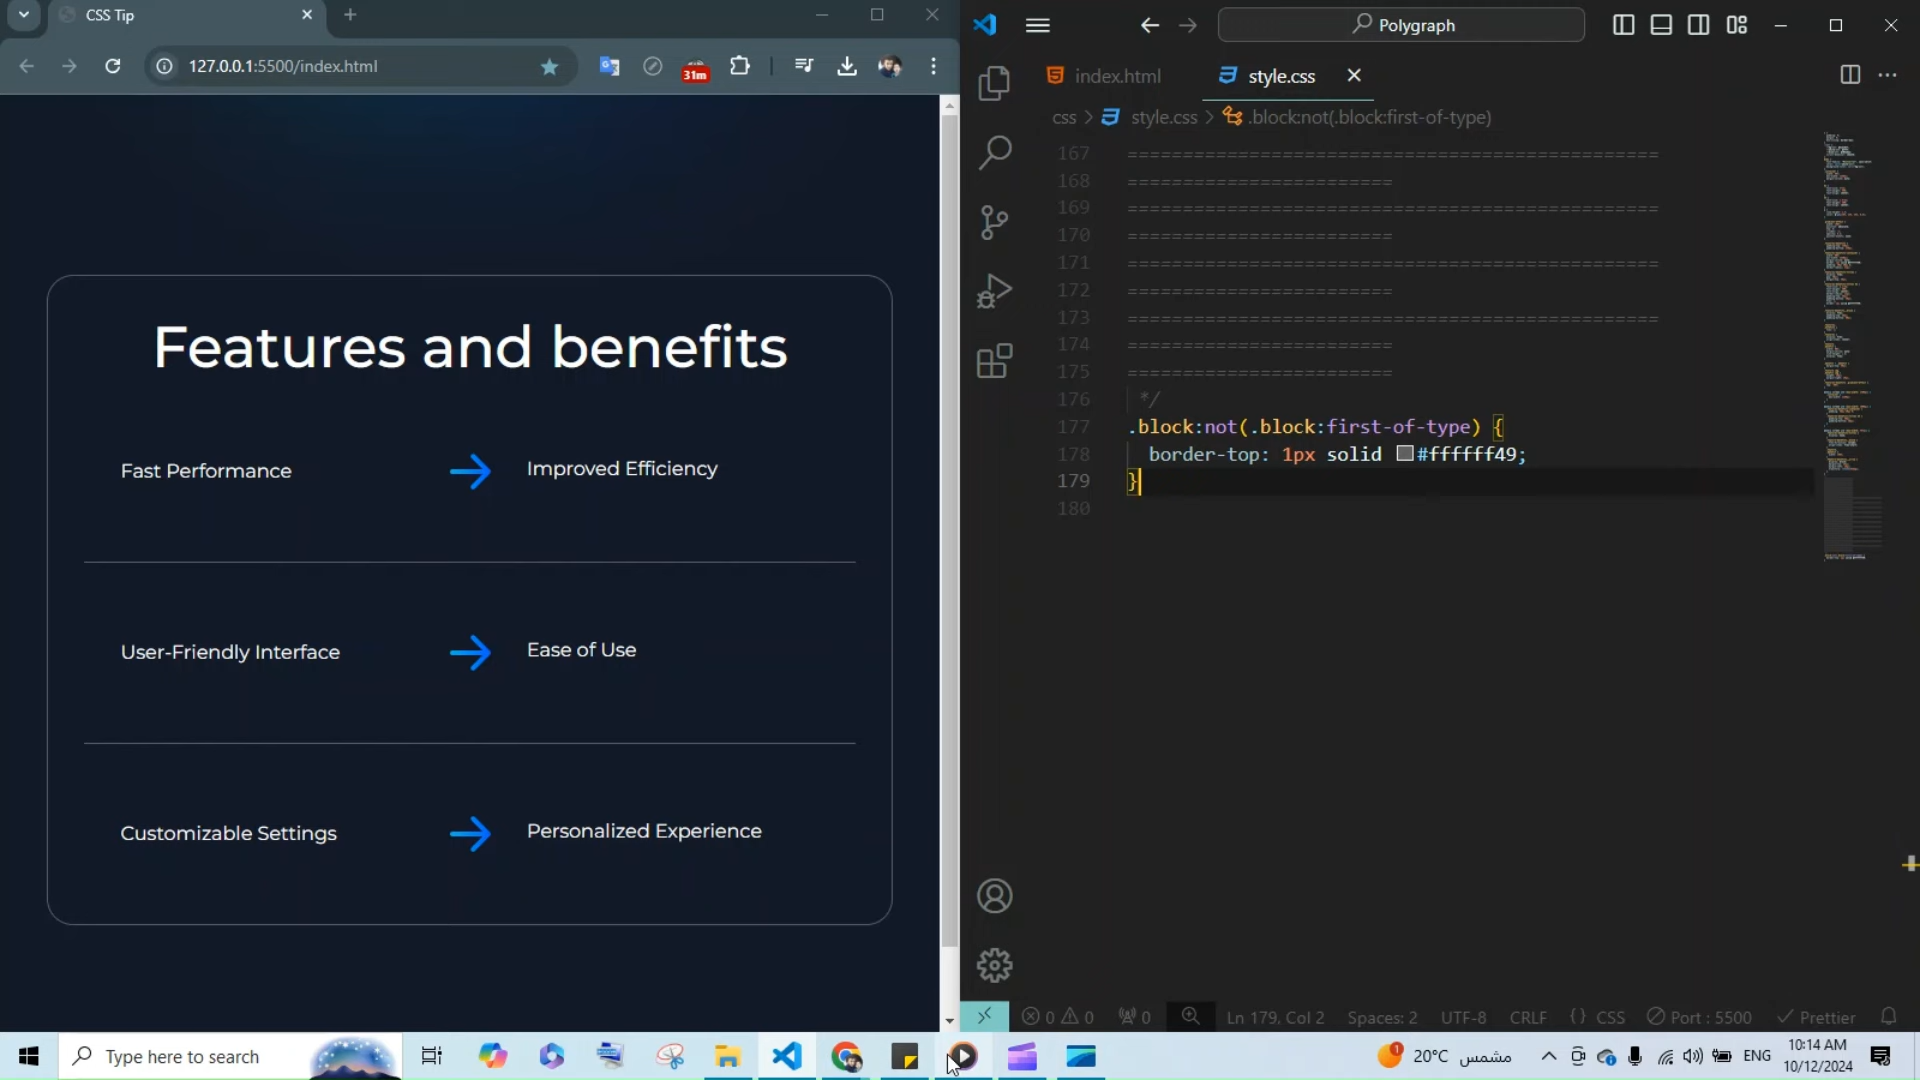 CSS Tip
127.0.0.1:5500/index.html
31m
Features and benefits
Fast Performance
Improved Efficiency
User-Friendly Interface
Ease of Use
Customizable Settings
Personalized Experience
Polygraph
index.html
style.css
css > style.css > .block:not(.block:first-of-type)
167 ================================================
168 ========================
169 ================================================
170 ========================
171 ================================================
172 ========================
173 ================================================
174 ========================
175 ========================
176 */
177 .block:not(.block:first-of-type) {
178 border-top: 1px solid #ffffff49;
179 }
180
0 0 0 Ln 179, Col 2 Spaces: 2 UTF-8 CRLF {} CSS Port : 5500 Prettier
Type here to search
1 20°C مشمس ENG
10:14 AM
10/12/2024